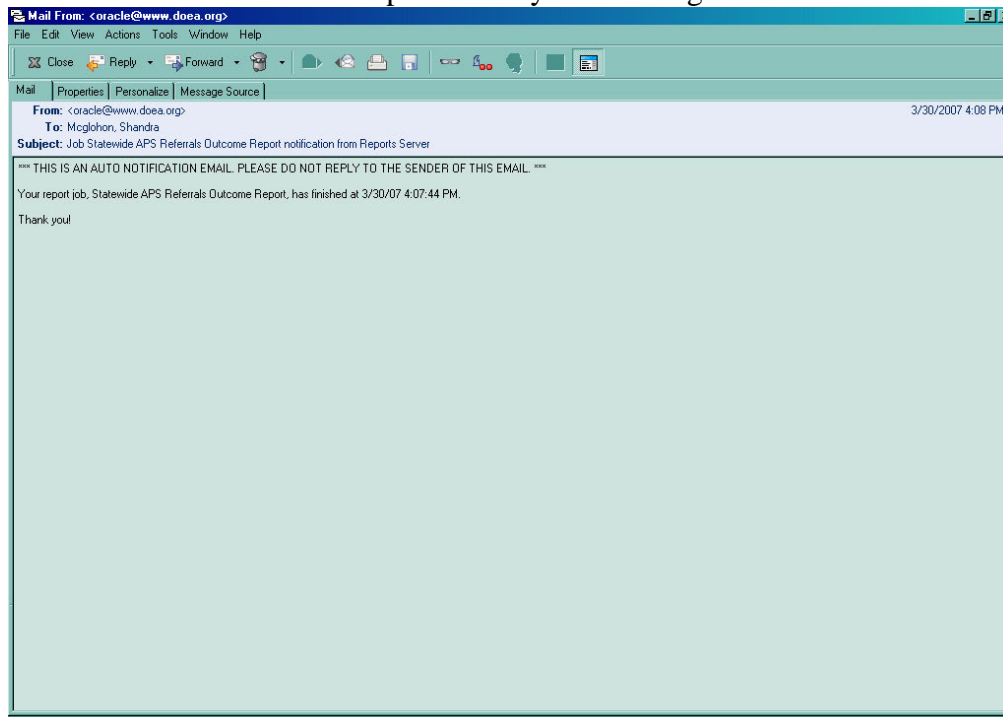 Mail From: <oracle@www.doea.org>
File Edit View Actions Tools Window Help
Close Reply Forward
Mail Properties Personalize Message Source
From: <oracle@www.doea.org> 3/30/2007 4:08 PM
To: Mcglohon, Shandra
Subject: Job Statewide APS Referrals Outcome Report notification from Reports Server
*** THIS IS AN AUTO NOTIFICATION EMAIL. PLEASE DO NOT REPLY TO THE SENDER OF THIS EMAIL. ***
Your report job, Statewide APS Referrals Outcome Report, has finished at 3/30/07 4:07:44 PM.
Thank you!